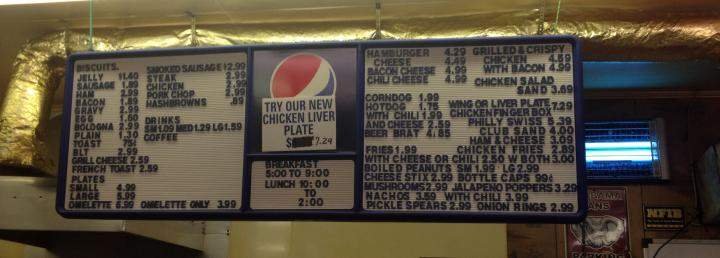 BISCUITS.
JELLY 1.40
SAUSAGE 1.89
HAM
BACON 1.89
GRAVY
EGG 1.60
BOLOGNA 2.99
PLAIN 1.30
TOAST 75¢
BLT 2.99
GRILL CHEESE 2.59
FRENCH TOAST 2.59
PLATES
SMALL 4.99
LARGE 5.99
OMELETTE 6.99 OMELETTE ONLY 3.99
SMOKED SAUSAGE 2.99
STEAK 2.99
CHICKEN 2.99
PORK CHOP 2.99
HASHBROWNS .89
DRINKS
SM 1.09 MED 1.29 LG 1.59
COFFEE
PEPSI
TRY OUR NEW
CHICKEN LIVER
PLATE
$ 7.29
BREAKFAST
5:00 TO 9:00
LUNCH 10:00
TO
2:00
HAMBURGER 4.29
CHEESE 4.49
BACON CHEESE 4.99
CHILI CHEESE 4.99
CORNDOG 1.99
HOTDOG 1.75
WITH CHILI 1.99
AND CHEESE 2.59
BEER BRAT 4.85
GRILLED & CRISPY
CHICKEN 4.59
WITH BACON 4.99
CHICKEN SALAD
SAND 3.69
WING OR LIVER PLATE 7.29
CHICKEN FINGER BOX
PHILLY SWISS 5.39
CLUB SAND 4.00
HAM & CHEESE 3.00
FRIES 1.99 CHICKEN FRIES 2.89
WITH CHEESE OR CHILI 2.50 W BOTH 3.00
BOILED PEANUTS SM 1.99 LG 2.99
CHEESE STIX 4.99 BOTTLE CAPS 99¢
MUSHROOMS 2.99 JALAPENO POPPERS 3.29
NACHOS 3.59 WITH CHILI 3.99
PICKLE SPEARS 2.99 ONION RINGS 2.99
NFIB
PARKING